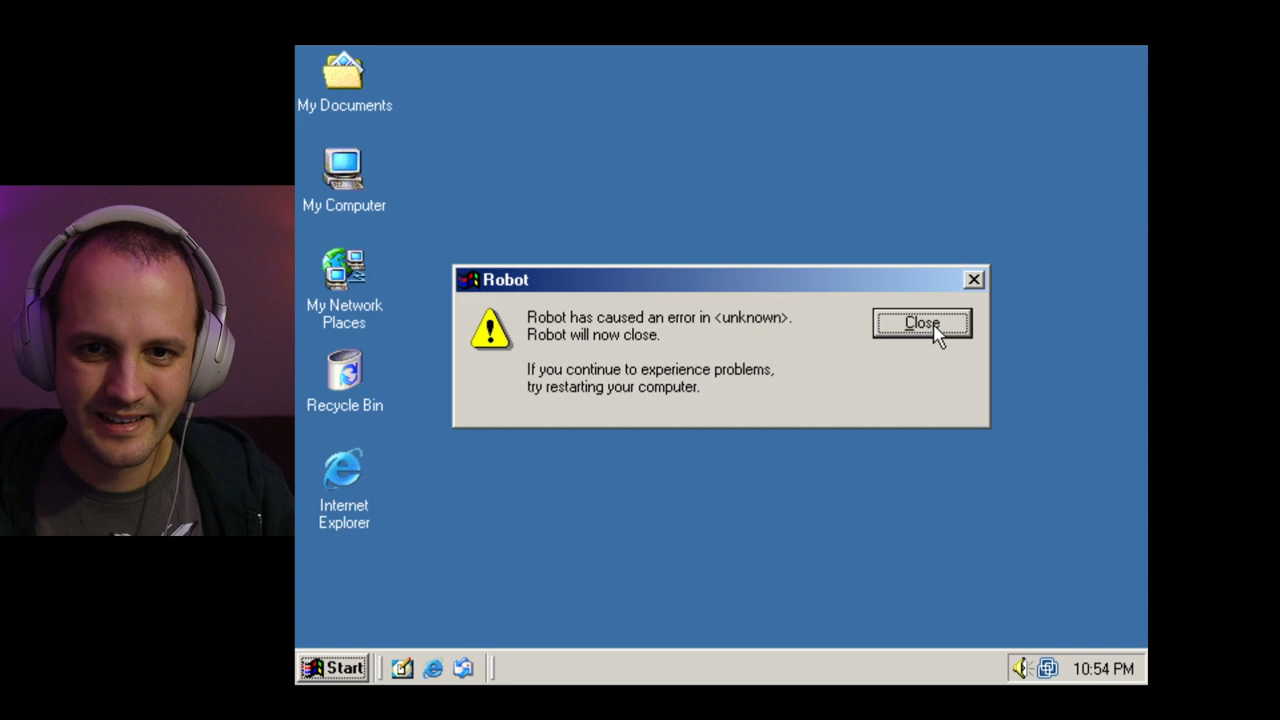 My Documents
My Computer
My Network
Places
Recycle Bin
Internet
Explorer
Robot
Robot has caused an error in <unknown>.
Robot will now close.
If you continue to experience problems,
try restarting your computer.
Close
Start
10:54 PM